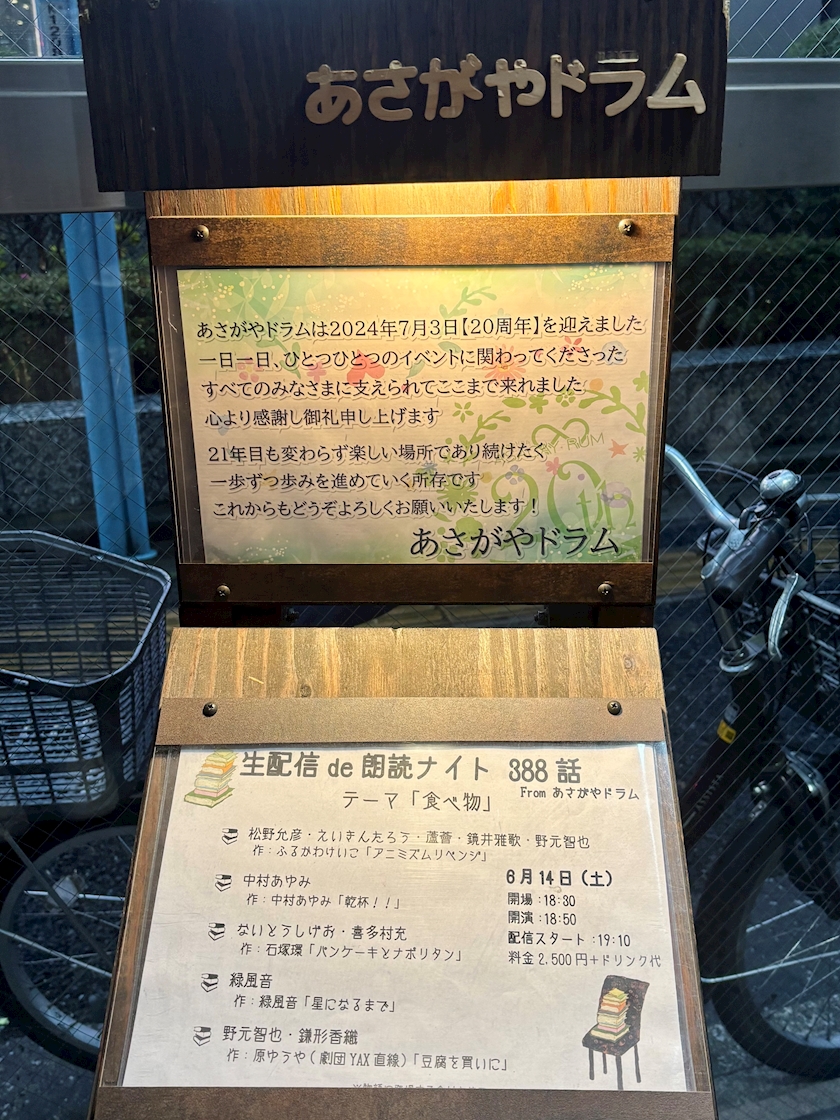 あさがやドラム
あさがやドラムは2024年7月3日【20周年】を迎えました
一日一日、ひとつひとつのイベントに関わってくださった
すべてのみなさまに支えられてここまで来れました
心より感謝し御礼申し上げます
21年目も変わらず楽しい場所であり続けたく
一歩ずつ歩みを進めていく所存です
これからもどうぞよろしくお願いいたします!
あさがやドラム
生配信 de 朗読ナイト 388 話
From あさがやドラム
テーマ「食べ物」
松野允彦・えいきんたろう・蘆薈・鏡井雅歌・野元智也
作:ふるかわけいこ「アニミズムリベンジ」
中村あゆみ
作:中村あゆみ「乾杯!!」
ないとうしげお・喜多村充
作:石塚環「パンケーキとナポリタン」
緑風音
作:緑風音「星になるまで」
野元智也・鎌形香織
作:原ゆうや(劇団YAX直線)「豆腐を買いに」
6月14日(土)
開場:18:30
開演:18:50
配信スタート:19:10
料金2,500円+ドリンク代